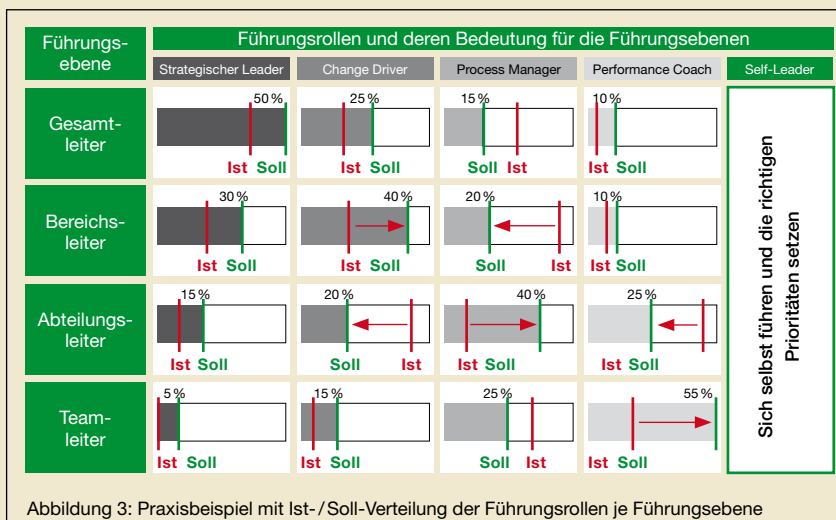 Führungs-
ebene
Führungsrollen und deren Bedeutung für die Führungsebenen
Strategischer Leader Change Driver Process Manager Performance Coach Self-Leader
Gesamt-
leiter
50 % 25 % 15 % 10 %
Ist Soll Ist Soll Soll Ist Ist Soll
Bereichs-
leiter
30 % 40 % 20 % 10 %
Ist Soll Ist Soll Soll Ist Ist Soll
Abteilungs-
leiter
15 % 20 % 40 % 25 %
Ist Soll Soll Ist Ist Soll Soll Ist
Team-
leiter
5 % 15 % 25 % 55 %
Ist Soll Ist Soll Soll Ist Ist Soll
Sich selbst führen und die richtigen
Prioritäten setzen
Abbildung 3: Praxisbeispiel mit Ist-/Soll-Verteilung der Führungsrollen je Führungsebene